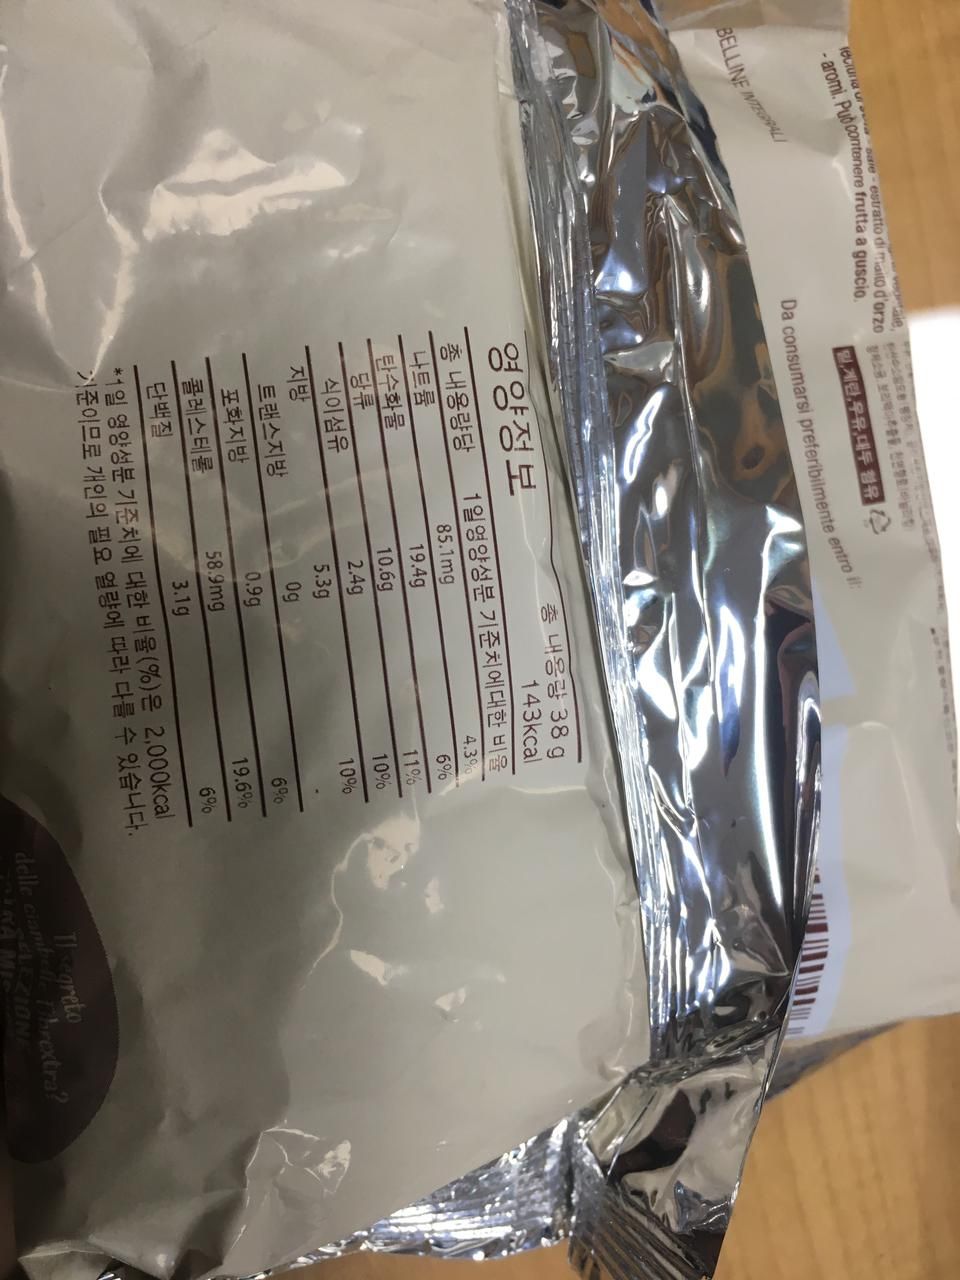 영양정보
총 내용량 38 g
143kcal
총 내용량당 1일영양성분 기준치에대한 비율
나트륨 85.1mg 4.3%
탄수화물 19.4g 6%
당류 10.6g 11%
식이섬유 2.4g 10%
지방 5.3g 10%
트랜스지방 0g
포화지방 0.9g 6%
콜레스테롤 58.9mg 19.6%
단백질 3.1g 6%
*1일 영양성분 기준치에 대한 비율(%)은 2,000kcal
기준이므로 개인의 필요 열량에 따라 다를 수 있습니다.
BELLINE INTEGRALI
estratto di malto d'orzo
- aromi. Può contenere frutta a guscio.
밀,계란,우유,대두 함유
Da consumarsi preferibilmente entro il:
Il segreto
delle ciambelle Fibrextra?